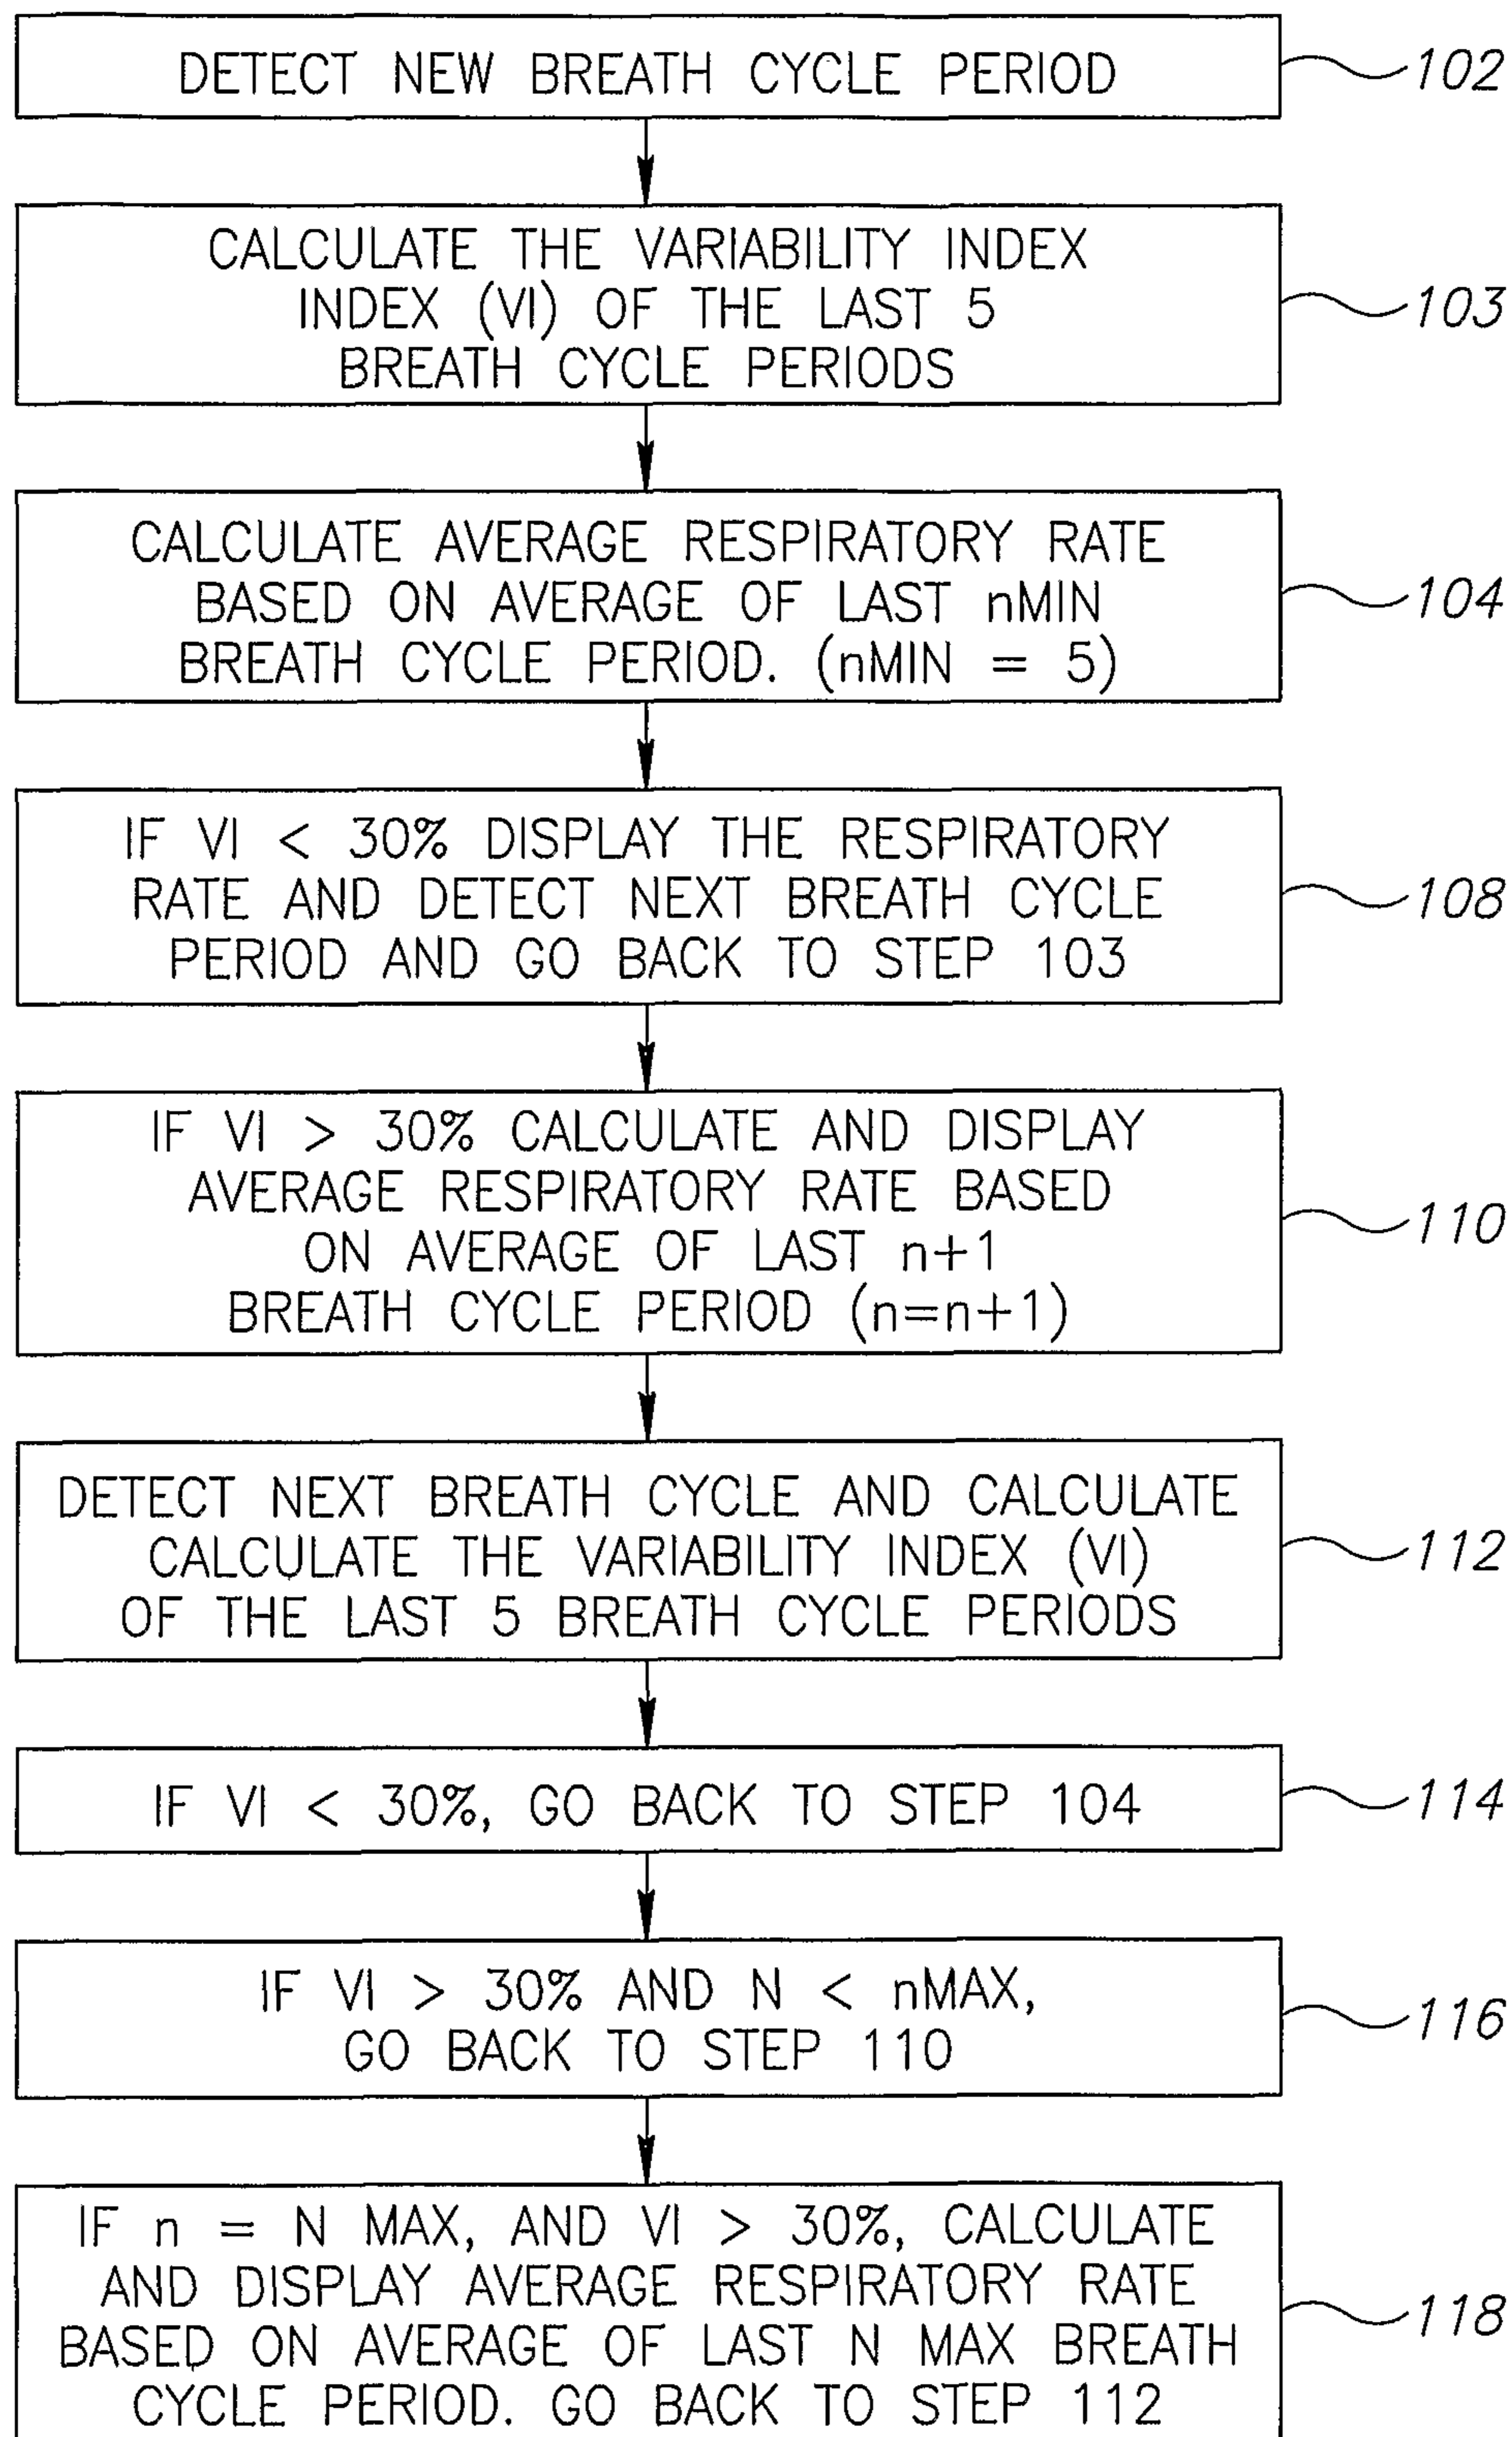 DETECT NEW BREATH CYCLE PERIOD
102
CALCULATE THE VARIABILITY INDEX
INDEX (VI) OF THE LAST 5
BREATH CYCLE PERIODS
103
CALCULATE AVERAGE RESPIRATORY RATE
BASED ON AVERAGE OF LAST nMIN
BREATH CYCLE PERIOD. (nMIN = 5)
104
IF VI < 30% DISPLAY THE RESPIRATORY
RATE AND DETECT NEXT BREATH CYCLE
PERIOD AND GO BACK TO STEP 103
108
IF VI > 30% CALCULATE AND DISPLAY
AVERAGE RESPIRATORY RATE BASED
ON AVERAGE OF LAST n+1
BREATH CYCLE PERIOD (n=n+1)
110
DETECT NEXT BREATH CYCLE AND CALCULATE
CALCULATE THE VARIABILITY INDEX (VI)
OF THE LAST 5 BREATH CYCLE PERIODS
112
IF VI < 30%, GO BACK TO STEP 104
114
IF VI > 30% AND N < nMAX,
GO BACK TO STEP 110
116
IF n = N MAX, AND VI > 30%, CALCULATE
AND DISPLAY AVERAGE RESPIRATORY RATE
BASED ON AVERAGE OF LAST N MAX BREATH
CYCLE PERIOD. GO BACK TO STEP 112
118